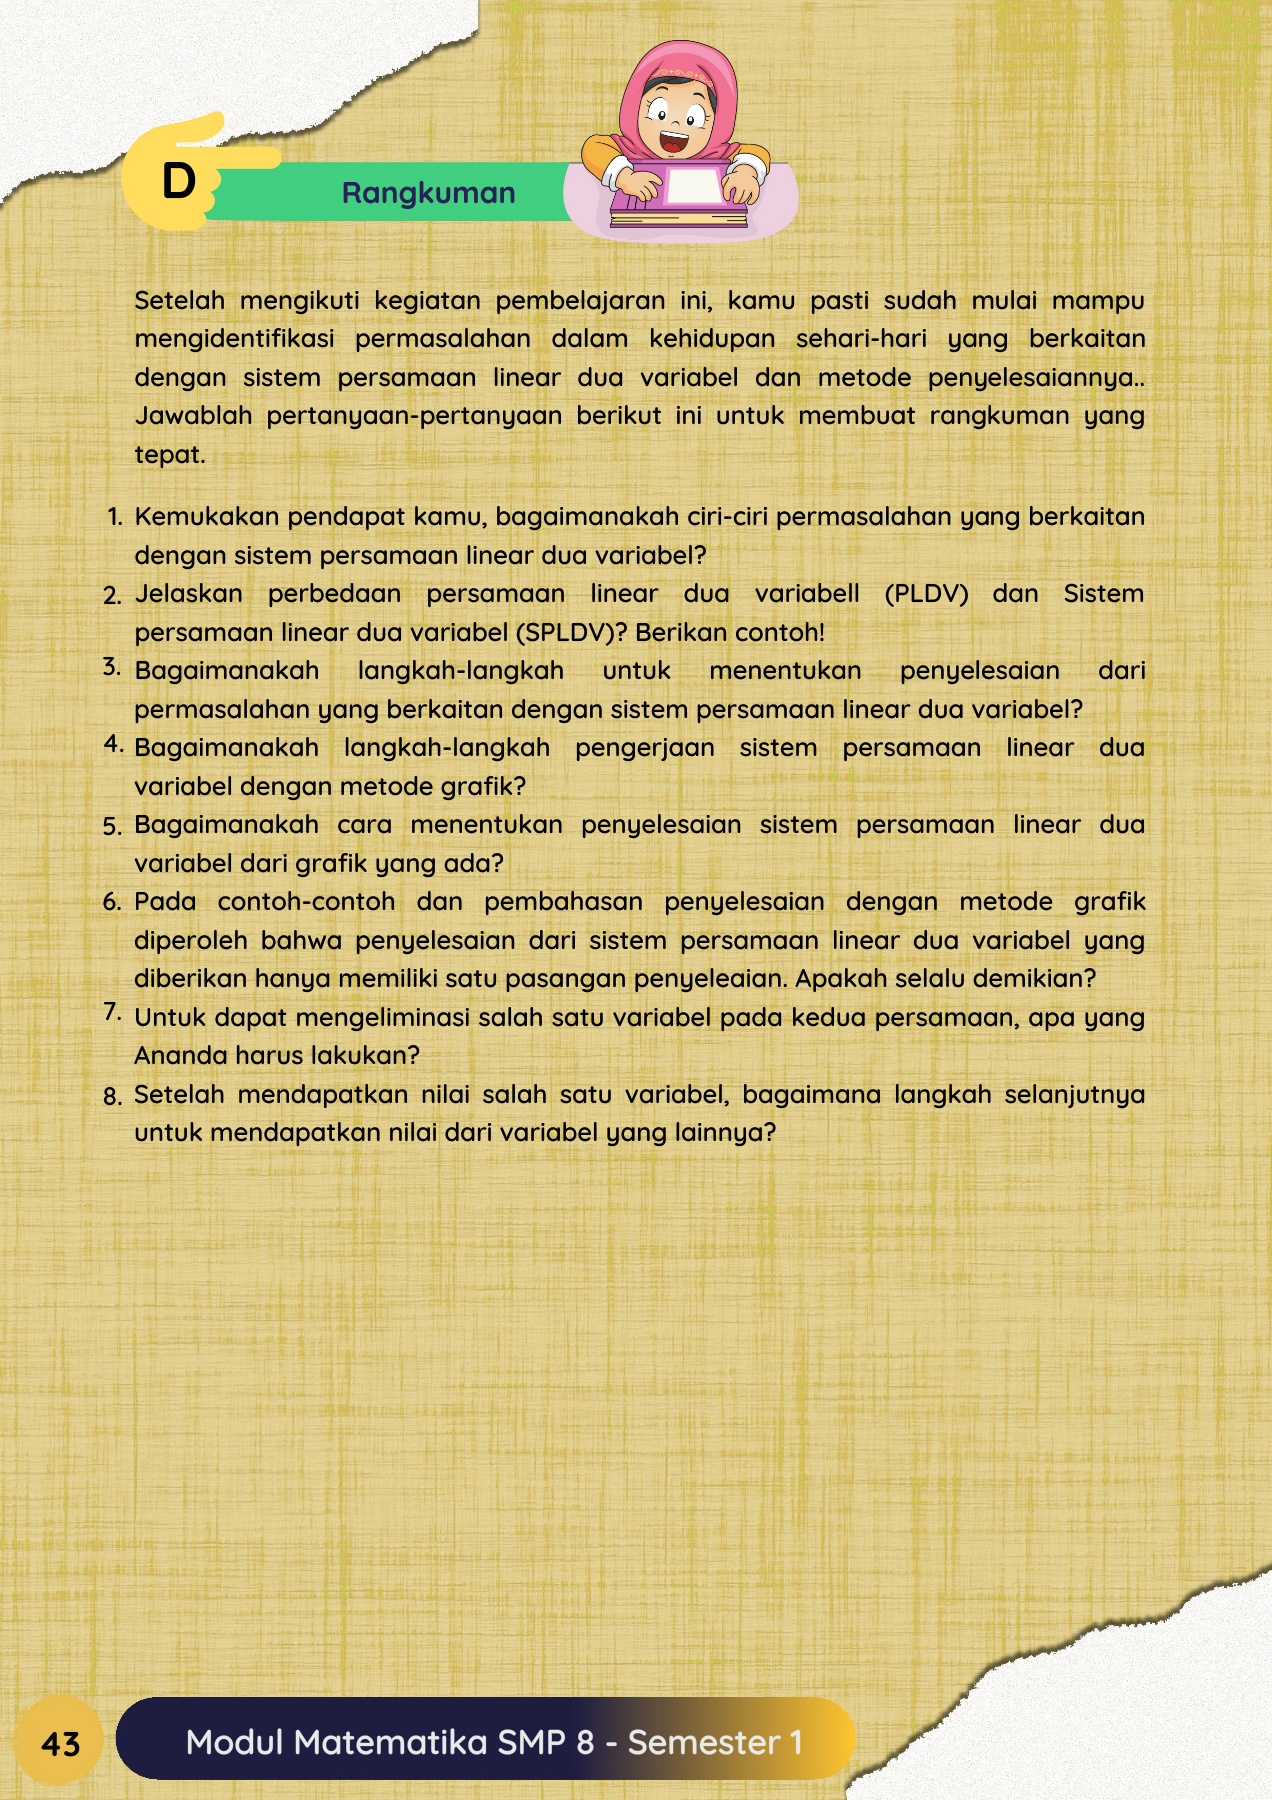 D
Rangkuman
Setelah mengikuti kegiatan pembelajaran ini, kamu pasti sudah mulai mampu
mengidentifikasi permasalahan dalam kehidupan sehari-hari yang berkaitan
dengan sistem persamaan linear dua variabel dan metode penyelesaiannya..
Jawablah pertanyaan-pertanyaan berikut ini untuk membuat rangkuman yang
tepat.
1. Kemukakan pendapat kamu, bagaimanakah ciri-ciri permasalahan yang berkaitan
dengan sistem persamaan linear dua variabel?
2. Jelaskan perbedaan persamaan linear dua variabell (PLDV) dan Sistem
persamaan linear dua variabel (SPLDV)? Berikan contoh!
3. Bagaimanakah langkah-langkah untuk menentukan penyelesaian dari
permasalahan yang berkaitan dengan sistem persamaan linear dua variabel?
4. Bagaimanakah langkah-langkah pengerjaan sistem persamaan linear dua
variabel dengan metode grafik?
5. Bagaimanakah cara menentukan penyelesaian sistem persamaan linear dua
variabel dari grafik yang ada?
6. Pada contoh-contoh dan pembahasan penyelesaian dengan metode grafik
diperoleh bahwa penyelesaian dari sistem persamaan linear dua variabel yang
diberikan hanya memiliki satu pasangan penyeleaian. Apakah selalu demikian?
7. Untuk dapat mengeliminasi salah satu variabel pada kedua persamaan, apa yang
Ananda harus lakukan?
8. Setelah mendapatkan nilai salah satu variabel, bagaimana langkah selanjutnya
untuk mendapatkan nilai dari variabel yang lainnya?
43
Modul Matematika SMP 8 - Semester 1